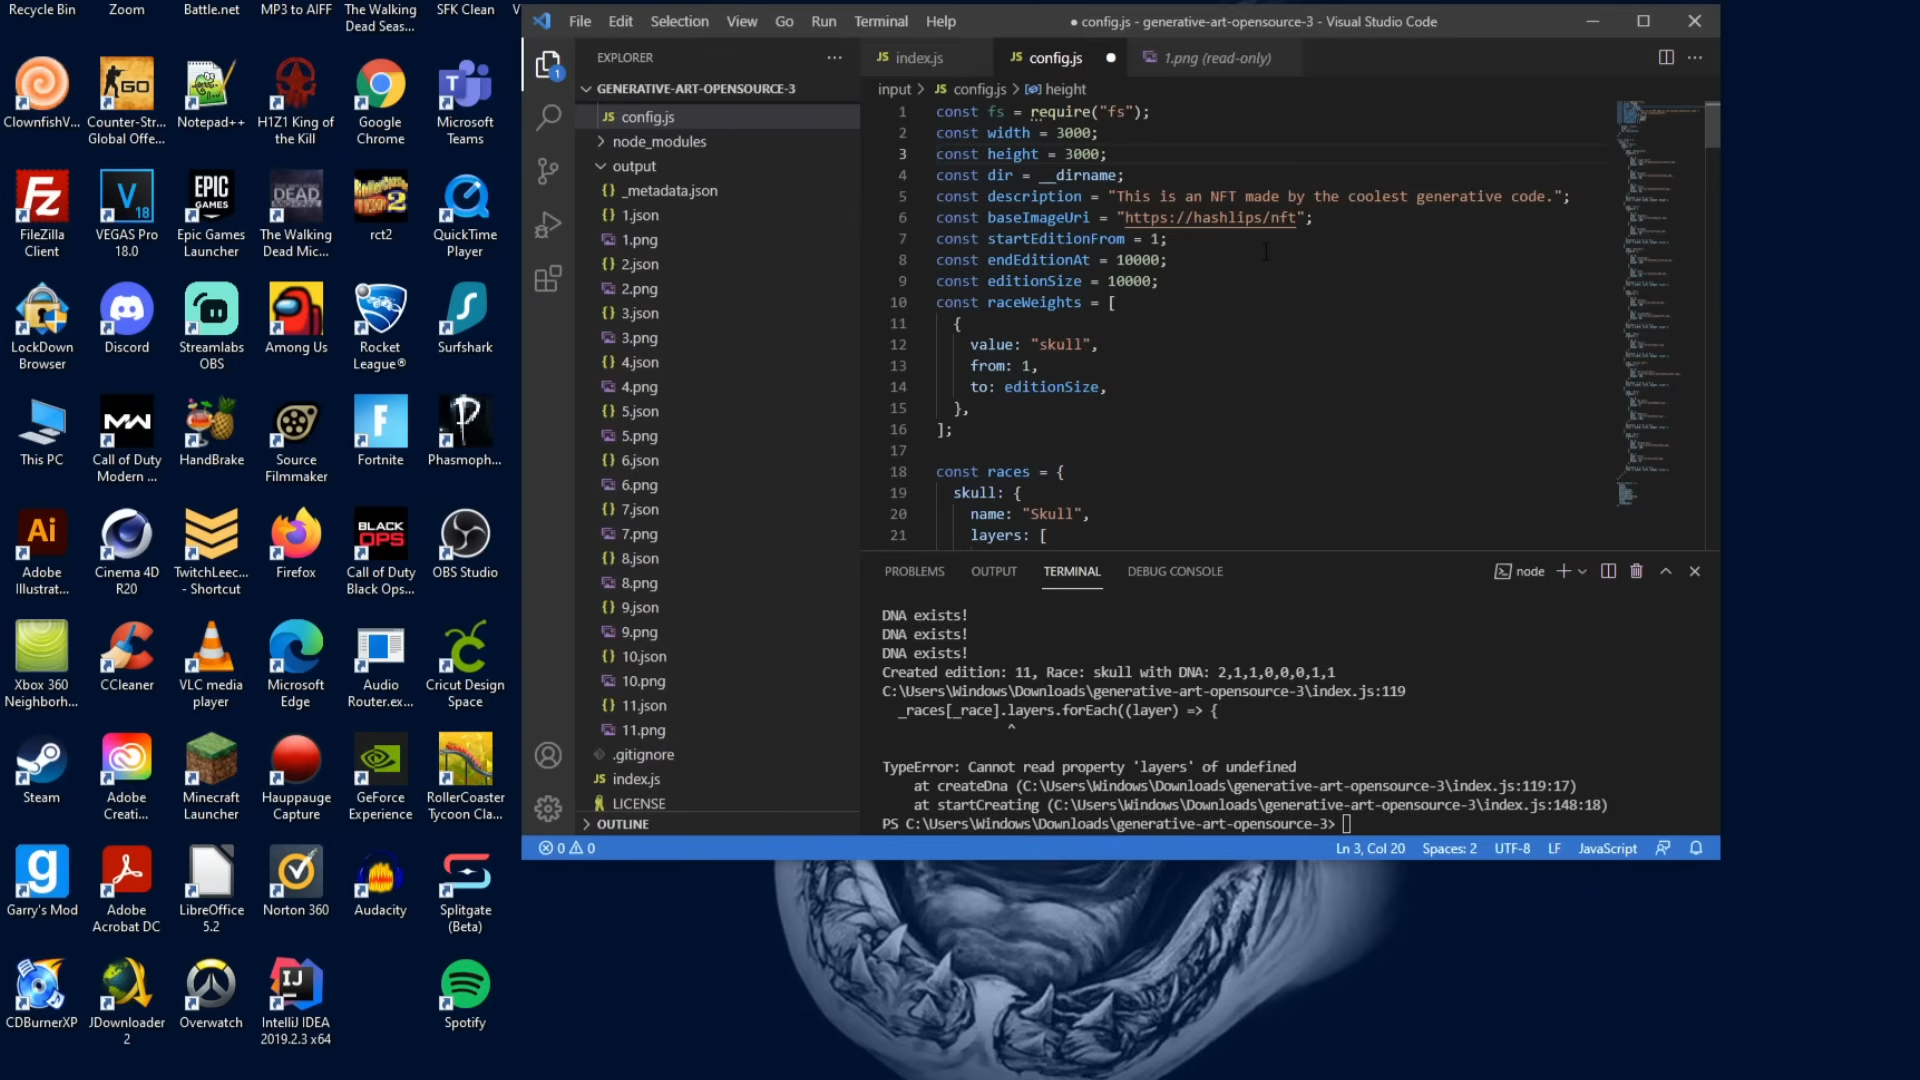 Recycle Bin
Zoom
Battle.net
MP3 to AIFF
The Walking
Dead Seas...
SFK Clean
ClownfishV...
Counter-Str...
Global Offe...
Notepad++
H1Z1 King of
the Kill
Google
Chrome
Microsoft
Teams
FileZilla
Client
VEGAS Pro
18.0
Epic Games
Launcher
The Walking
Dead Mic...
rct2
QuickTime
Player
LockDown
Browser
Discord
Streamlabs
OBS
Among Us
Rocket
League®
Surfshark
This PC
Call of Duty
Modern ...
HandBrake
Source
Filmmaker
Fortnite
Phasmoph...
Adobe
Illustrat...
Cinema 4D
R20
TwitchLeec...
- Shortcut
Firefox
Call of Duty
Black Ops...
OBS Studio
Xbox 360
Neighborh...
CCleaner
VLC media
player
Microsoft
Edge
Audio
Router.ex...
Cricut Design
Space
Steam
Adobe
Creati...
Minecraft
Launcher
Hauppauge
Capture
GeForce
Experience
RollerCoaster
Tycoon Cla...
Garry's Mod
Adobe
Acrobat DC
LibreOffice
5.2
Norton 360
Audacity
Splitgate
(Beta)
CDBurnerXP
JDownloader
2
Overwatch
IntelliJ IDEA
2019.2.3 x64
Spotify
File Edit Selection View Go Run Terminal Help
● config.js - generative-art-opensource-3 - Visual Studio Code
EXPLORER
GENERATIVE-ART-OPENSOURCE-3
JS config.js
node_modules
output
{} _metadata.json
{} 1.json
1.png
{} 2.json
2.png
{} 3.json
3.png
{} 4.json
4.png
{} 5.json
5.png
{} 6.json
6.png
{} 7.json
7.png
{} 8.json
8.png
{} 9.json
9.png
{} 10.json
10.png
{} 11.json
11.png
.gitignore
JS index.js
LICENSE
OUTLINE
JS index.js
JS config.js
1.png (read-only)
input > JS config.js > height
1 const fs = require("fs");
2 const width = 3000;
3 const height = 3000;
4 const dir = __dirname;
5 const description = "This is an NFT made by the coolest generative code.";
6 const baseImageUri = "https://hashlips/nft";
7 const startEditionFrom = 1;
8 const endEditionAt = 10000;
9 const editionSize = 10000;
10 const raceWeights = [
11 {
12 value: "skull",
13 from: 1,
14 to: editionSize,
15 },
16 ];
17
18 const races = {
19 skull: {
20 name: "Skull",
21 layers: [
PROBLEMS OUTPUT TERMINAL DEBUG CONSOLE
node
DNA exists!
DNA exists!
DNA exists!
Created edition: 11, Race: skull with DNA: 2,1,1,0,0,0,1,1
C:\Users\Windows\Downloads\generative-art-opensource-3\index.js:119
_races[_race].layers.forEach((layer) => {
^
TypeError: Cannot read property 'layers' of undefined
at createDna (C:\Users\Windows\Downloads\generative-art-opensource-3\index.js:119:17)
at startCreating (C:\Users\Windows\Downloads\generative-art-opensource-3\index.js:148:18)
PS C:\Users\Windows\Downloads\generative-art-opensource-3>
0 0
Ln 3, Col 20 Spaces: 2 UTF-8 LF JavaScript